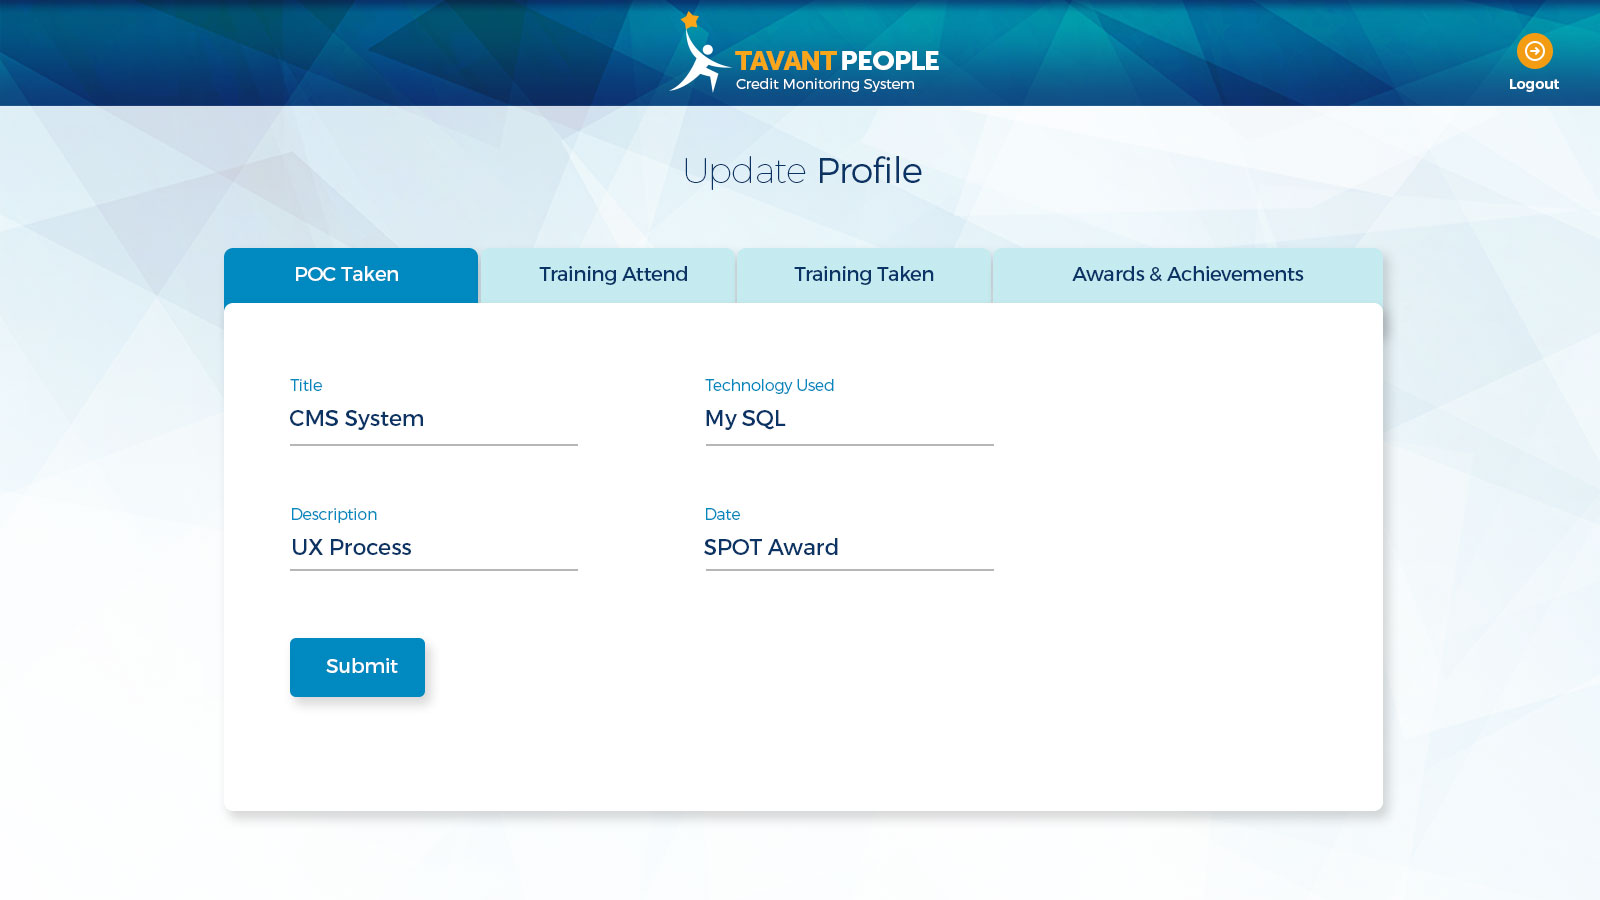 TAVANT PEOPLE
Credit Monitoring System
Logout
Update Profile
POC Taken
Training Attend
Training Taken
Awards & Achievements
Title
CMS System
Technology Used
My SQL
Description
UX Process
Date
SPOT Award
Submit